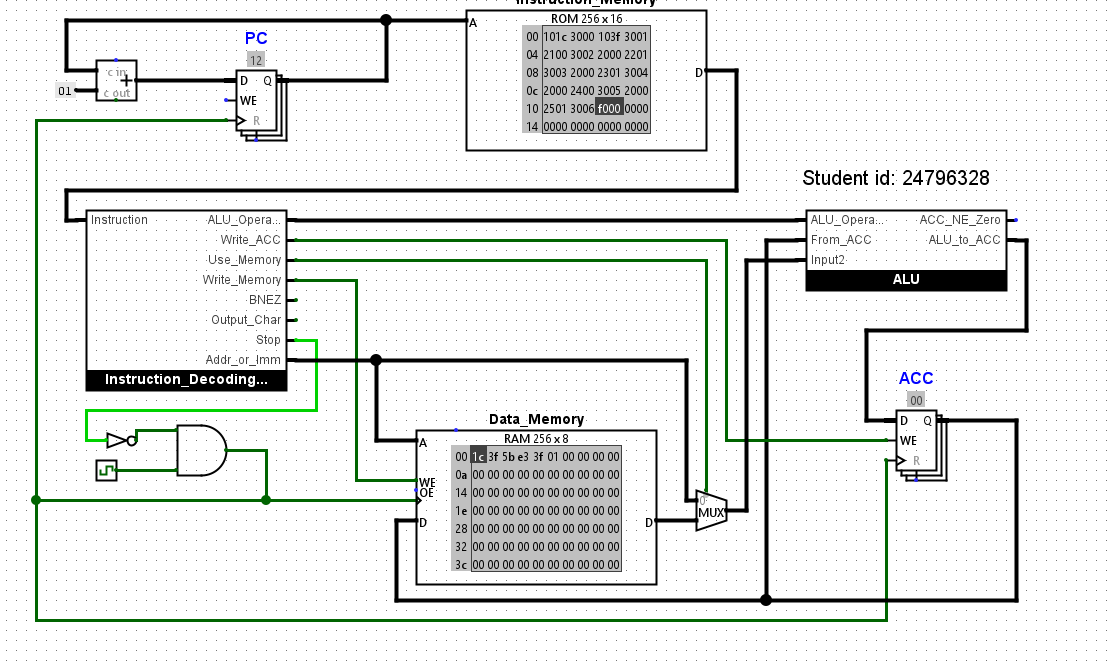 Instruction_Memory
ROM 256 x 16
A
00 101c 3000 103f 3001
04 2100 3002 2000 2201
08 3003 2000 2301 3004
0c 2000 2400 3005 2000
10 2501 3006 f000 0000
14 0000 0000 0000 0000
D
PC
12
c in
+
c out
01
D Q
WE
R
Student id: 24796328
Instruction
ALU_Opera...
Write_ACC
Use_Memory
Write_Memory
BNEZ
Output_Char
Stop
Addr_or_Imm
Instruction_Decoding...
ALU_Opera...
ACC_NE_Zero
From_ACC
ALU_to_ACC
Input2
ALU
ACC
00
D Q
WE
R
Data_Memory
RAM 256 x 8
A
00 1c 3f 5b e3 3f 01 00 00 00 00
0a 00 00 00 00 00 00 00 00 00 00
14 00 00 00 00 00 00 00 00 00 00
1e 00 00 00 00 00 00 00 00 00 00
28 00 00 00 00 00 00 00 00 00 00
32 00 00 00 00 00 00 00 00 00 00
3c 00 00 00 00 00 00 00 00 00 00
WE
OE
D
D
0
MUX